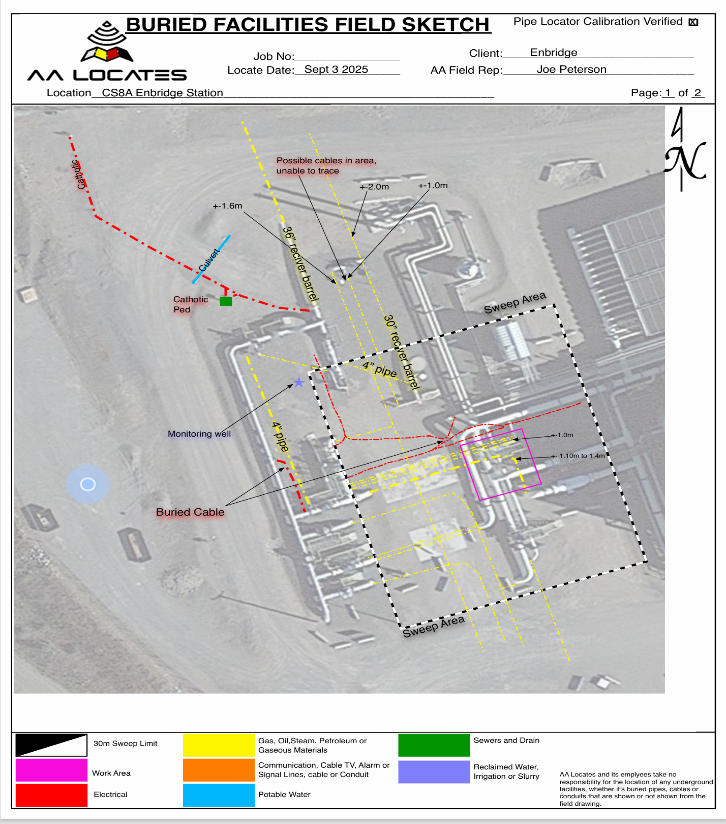 BURIED FACILITIES FIELD SKETCH
Pipe Locator Calibration Verified
AA LOCATES
Job No:
Client: Enbridge
Locate Date: Sept 3 2025
AA Field Rep: Joe Peterson
Location CS8A Enbridge Station
Page: 1 of 2
N
Cathotic
Possible cables in area,
unable to trace
+-2.0m
+-1.0m
+-1.6m
Culvert
36" reciver barrel
Cathotic
Ped
Sweep Area
30" reciver barrel
4" pipe
Monitoring well
4" pipe
+-1.0m
+-1.10m to 1.4m
Buried Cable
Sweep Area
30m Sweep Limit
Gas, Oil,Steam, Petroleum or
Gaseous Materials
Sewers and Drain
Work Area
Communication, Cable TV, Alarm or
Signal Lines, cable or Conduit
Reclaimed Water,
Irrigation or Slurry
Electrical
Potable Water
AA Locates and its emplyees take no
responsibility for the location of any underground
facilities, whether it's buried pipes, cables or
conduits that are shown or not shown from the
field drawing.